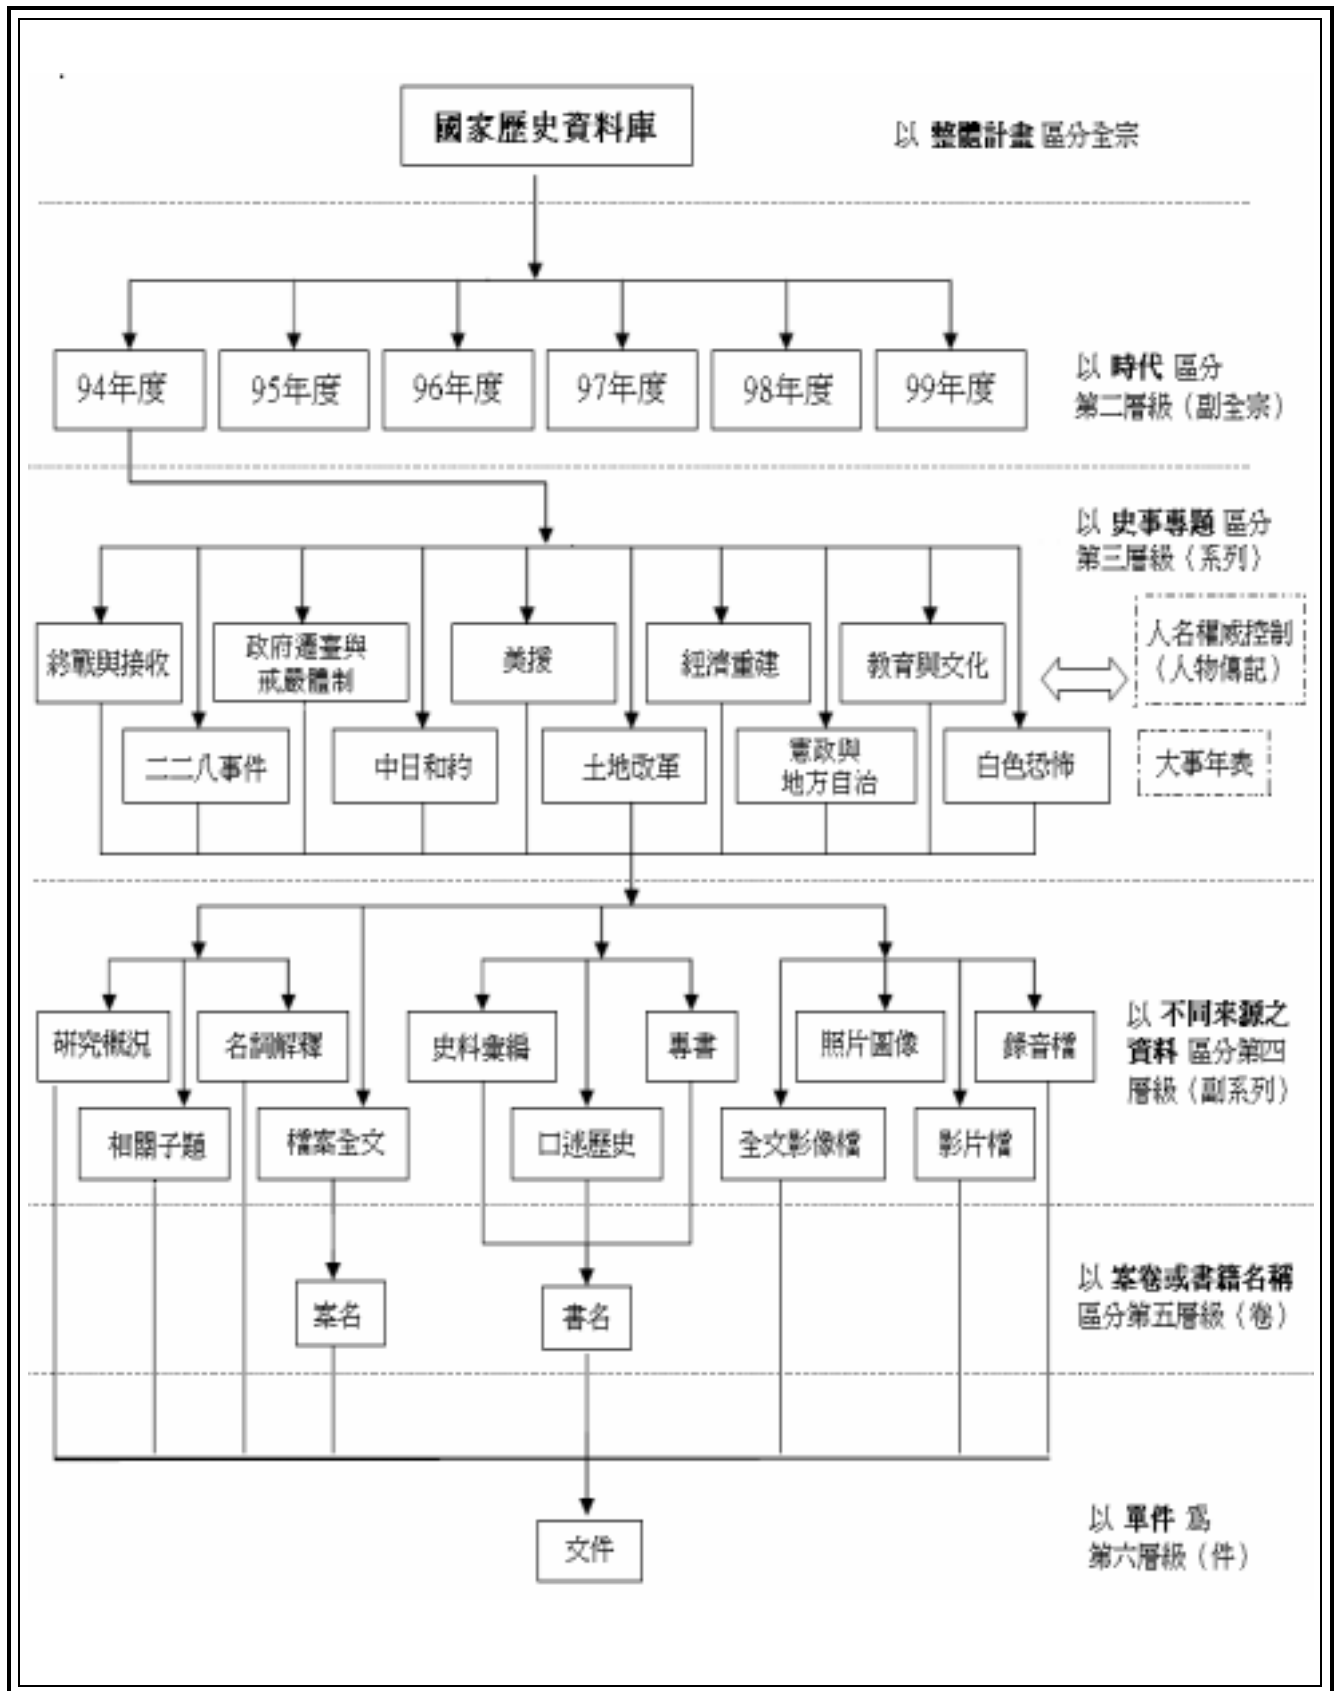 國家歷史資料庫
以 整體計畫 區分全宗
94年度
95年度
96年度
97年度
98年度
99年度
以 時代 區分
第二層級（副全宗）
以 史事專題 區分
第三層級（系列）
終戰與接收
政府遷臺與
戒嚴體制
美援
經濟重建
教育與文化
人名權威控制
（人物傳記）
二二八事件
中日和約
土地改革
憲政與
地方自治
白色恐怖
大事年表
研究概況
名詞解釋
史料彙編
專書
照片圖像
錄音檔
以 不同來源之
資料 區分第四
層級（副系列）
相關子題
檔案全文
口述歷史
全文影像檔
影片檔
案名
書名
以 案卷或書籍名稱
區分第五層級（卷）
文件
以 單件 為
第六層級（件）